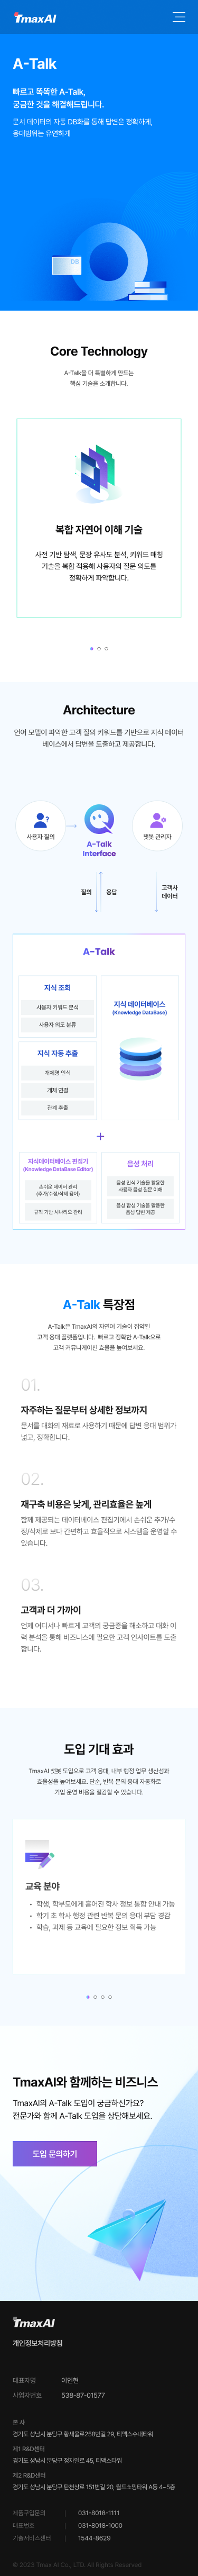 TmaxAI
A-Talk
빠르고 똑똑한 A-Talk,
궁금한 것을 해결해드립니다.
문서 데이터의 자동 DB화를 통해 답변은 정확하게,
응대범위는 유연하게
DB
Core Technology
A-Talk을 더 특별하게 만드는
핵심 기술을 소개합니다.
복합 자연어 이해 기술
사전 기반 탐색, 문장 유사도 분석, 키워드 매칭
기술을 복합 적용해 사용자의 질문 의도를
정확하게 파악합니다.
Architecture
언어 모델이 파악한 고객 질의 키워드를 기반으로 지식 데이터
베이스에서 답변을 도출하고 제공합니다.
사용자 질의
A-Talk
Interface
챗봇 관리자
질의
응답
고객사
데이터
A-Talk
지식 조회
사용자 키워드 분석
사용자 의도 분류
지식 자동 추출
개체명 인식
개체 연결
관계 추출
지식 데이터베이스
(Knowledge DataBase)
+
지식데이터베이스 편집기
(Knowledge DataBase Editor)
손쉬운 데이터 관리
(추가/수정/삭제 용이)
규칙 기반 시나리오 관리
음성 처리
음성 인식 기술을 활용한
사용자 음성 질문 이해
음성 합성 기술을 활용한
음성 답변 제공
A-Talk 특장점
A-Talk은 TmaxAI의 자연어 기술이 집약된
고객 응대 플랫폼입니다. 빠르고 정확한 A-Talk으로
고객 커뮤니케이션 효율을 높여보세요.
01.
자주하는 질문부터 상세한 정보까지
문서를 대화의 재료로 사용하기 때문에 답변 응대 범위가
넓고, 정확합니다.
02.
재구축 비용은 낮게, 관리효율은 높게
함께 제공되는 데이터베이스 편집기에서 손쉬운 추가/수
정/삭제로 보다 간편하고 효율적으로 시스템을 운영할 수
있습니다.
03.
고객과 더 가까이
언제 어디서나 빠르게 고객의 궁금증을 해소하고 대화 이
력 분석을 통해 비즈니스에 필요한 고객 인사이트를 도출
합니다.
도입 기대 효과
TmaxAI 챗봇 도입으로 고객 응대, 내부 행정 업무 생산성과
효율성을 높여보세요. 단순, 반복 문의 응대 자동화로
기업 운영 비용을 절감할 수 있습니다.
교육 분야
• 학생, 학부모에게 흩어진 학사 정보 통합 안내 가능
• 학기 초 학사 행정 관련 반복 문의 응대 부담 경감
• 학습, 과제 등 교육에 필요한 정보 획득 가능
TmaxAI와 함께하는 비즈니스
TmaxAI의 A-Talk 도입이 궁금하신가요?
전문가와 함께 A-Talk 도입을 상담해보세요.
도입 문의하기
TmaxAI
개인정보처리방침
대표자명 이인현
사업자번호 538-87-01577
본 사
경기도 성남시 분당구 황새울로258번길 29, 티맥스수내타워
제1 R&D센터
경기도 성남시 분당구 정자일로 45, 티맥스타워
제2 R&D센터
경기도 성남시 분당구 탄천상로 151번길 20, 월드쇼핑타워 A동 4~5층
제품구입문의 | 031-8018-1111
대표번호 | 031-8018-1000
기술서비스센터 | 1544-8629
© 2023 Tmax AI Co., LTD. All Rights Reserved